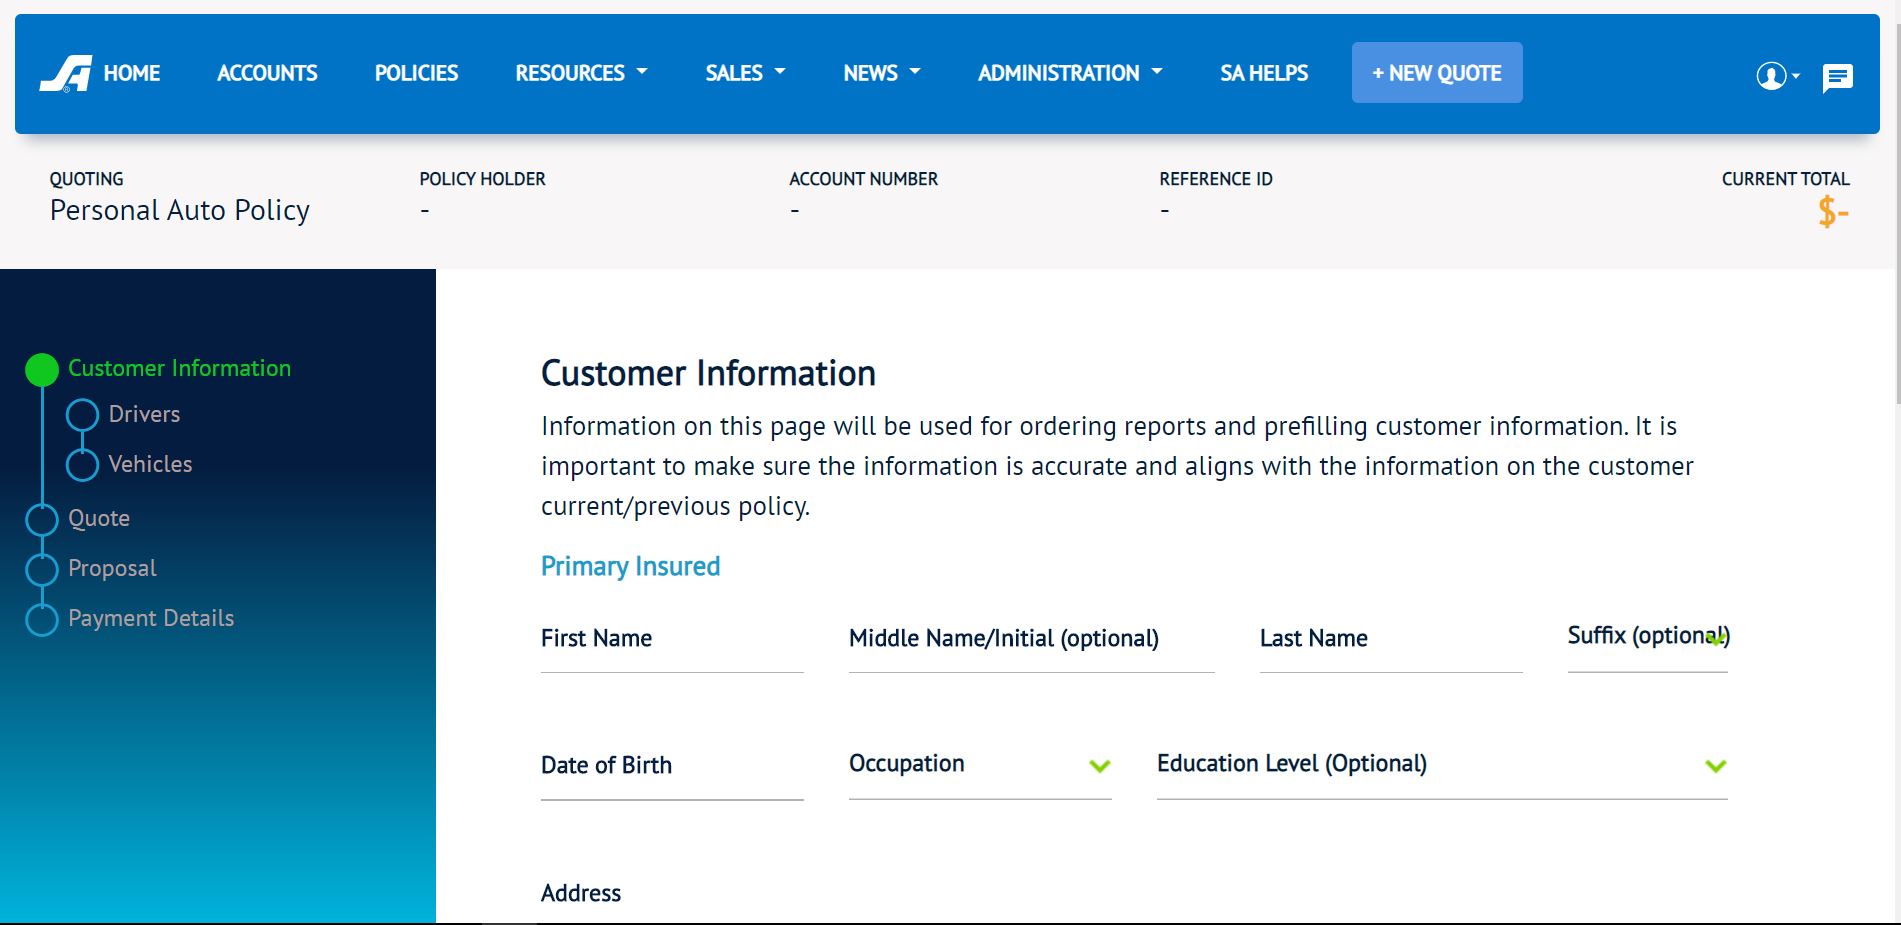 HOME ACCOUNTS POLICIES RESOURCES SALES NEWS ADMINISTRATION SA HELPS + NEW QUOTE
QUOTING POLICY HOLDER ACCOUNT NUMBER REFERENCE ID CURRENT TOTAL
Personal Auto Policy - - - $-
Customer Information
Drivers
Vehicles
Quote
Proposal
Payment Details
Customer Information
Information on this page will be used for ordering reports and prefilling customer information. It is
important to make sure the information is accurate and aligns with the information on the customer
current/previous policy.
Primary Insured
First Name Middle Name/Initial (optional) Last Name Suffix (optional)
Date of Birth Occupation Education Level (Optional)
Address